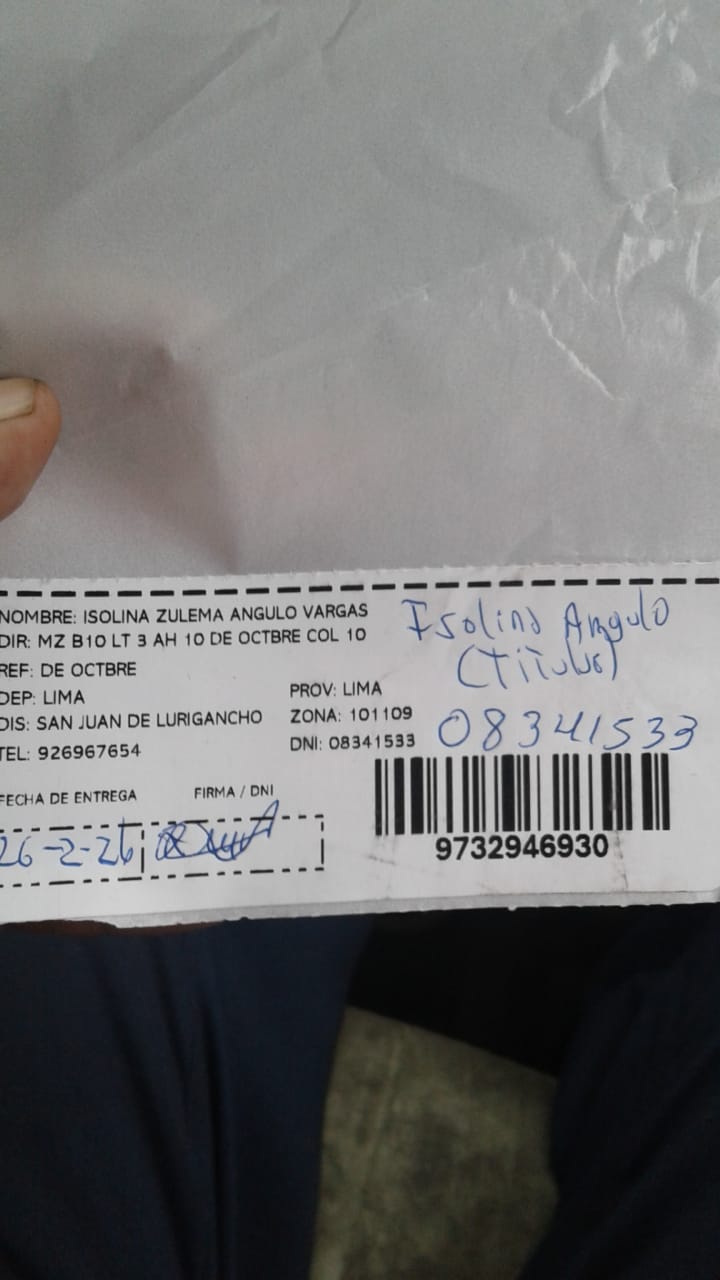 NOMBRE: ISOLINA ZULEMA ANGULO VARGAS
DIR: MZ B10 LT 3 AH 10 DE OCTBRE COL 10
REF: DE OCTBRE
DEP: LIMA
PROV: LIMA
DIS: SAN JUAN DE LURIGANCHO
ZONA: 101109
TEL: 926967654
DNI: 08341533
Isolina Angulo
(Titular)
08341533
FECHA DE ENTREGA
FIRMA / DNI
26-2-26
9732946930